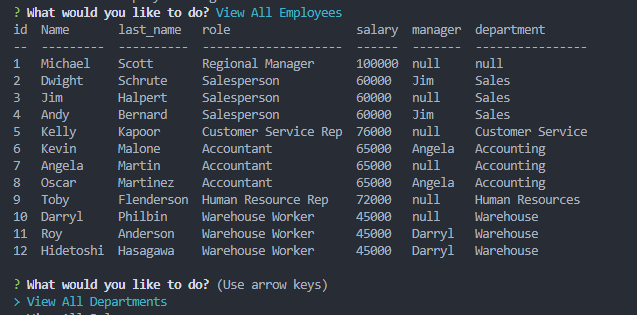 ? What would you like to do? View All Employees
id  Name       last_name   role                  salary  manager  department
--  ---------  ----------  --------------------  ------  -------  ----------------
1   Michael    Scott       Regional Manager      100000  null     null
2   Dwight     Schrute     Salesperson           60000   Jim      Sales
3   Jim        Halpert     Salesperson           60000   null     Sales
4   Andy       Bernard     Salesperson           60000   Jim      Sales
5   Kelly      Kapoor      Customer Service Rep  76000   null     Customer Service
6   Kevin      Malone      Accountant            65000   Angela   Accounting
7   Angela     Martin      Accountant            65000   null     Accounting
8   Oscar      Martinez    Accountant            65000   Angela   Accounting
9   Toby       Flenderson  Human Resource Rep    72000   null     Human Resources
10  Darryl     Philbin     Warehouse Worker      45000   null     Warehouse
11  Roy        Anderson    Warehouse Worker      45000   Darryl   Warehouse
12  Hidetoshi  Hasagawa    Warehouse Worker      45000   Darryl   Warehouse
? What would you like to do? (Use arrow keys)
> View All Departments